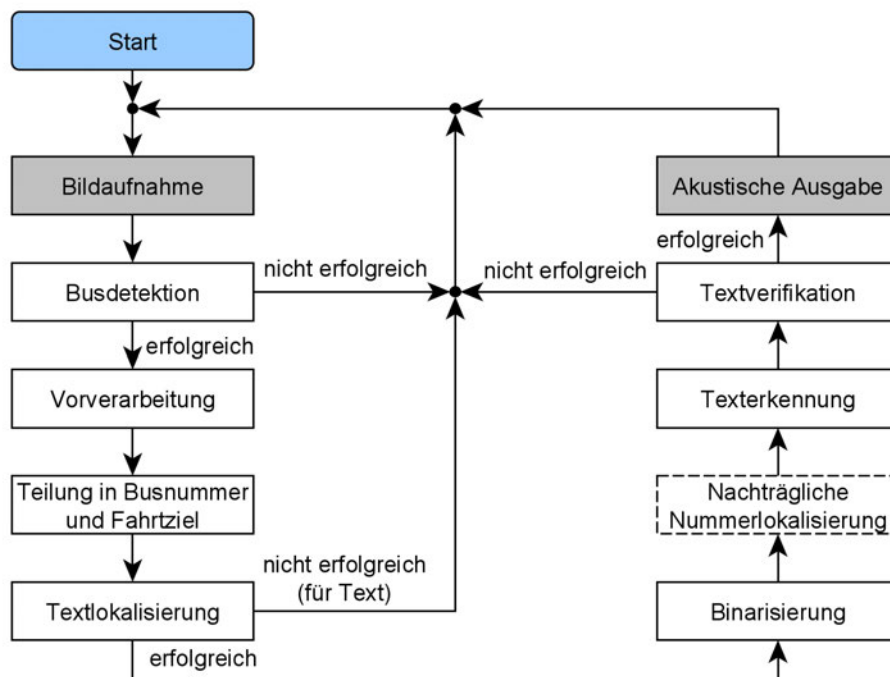 Start
Bildaufnahme
Busdetektion
nicht erfolgreich
erfolgreich
Vorverarbeitung
Teilung in Busnummer
und Fahrtziel
Textlokalisierung
nicht erfolgreich
(für Text)
erfolgreich
Akustische Ausgabe
erfolgreich
nicht erfolgreich
Textverifikation
Texterkennung
Nachträgliche
Nummerlokalisierung
Binarisierung